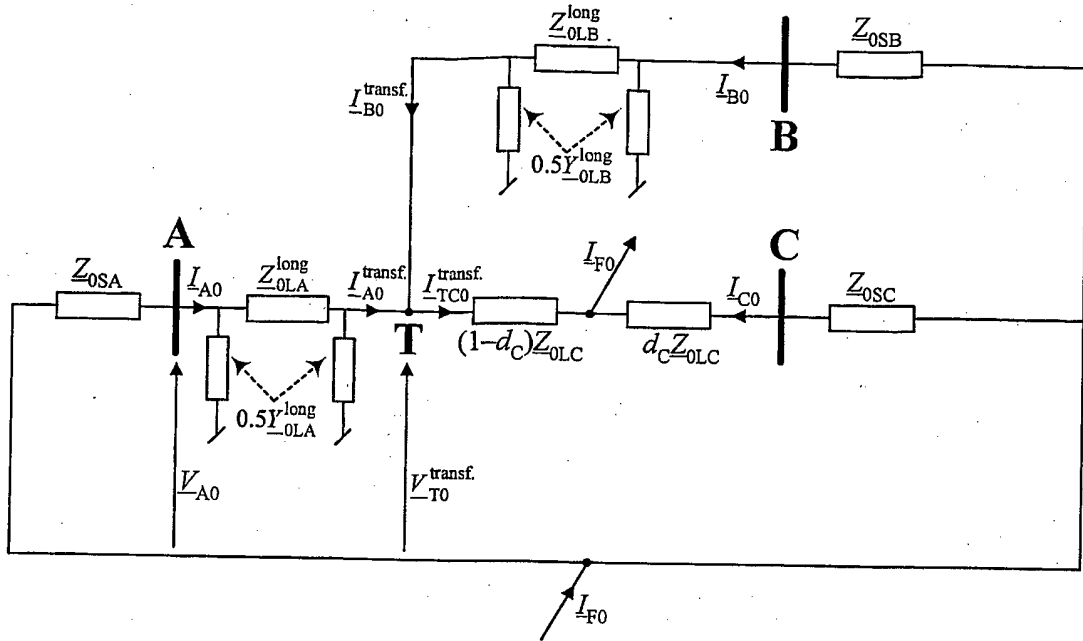 Z_0LB^long
Z_0SB
I_B0^transf.
I_B0
B
0.5Y_0LB^long
A
C
Z_0SA
I_A0
Z_0LA^long
I_A0^transf.
I_TC0^transf.
I_F0
I_C0
Z_0SC
T
(1–d_C)Z_0LC
d_CZ_0LC
0.5Y_0LA^long
V_A0
V_T0^transf.
I_F0